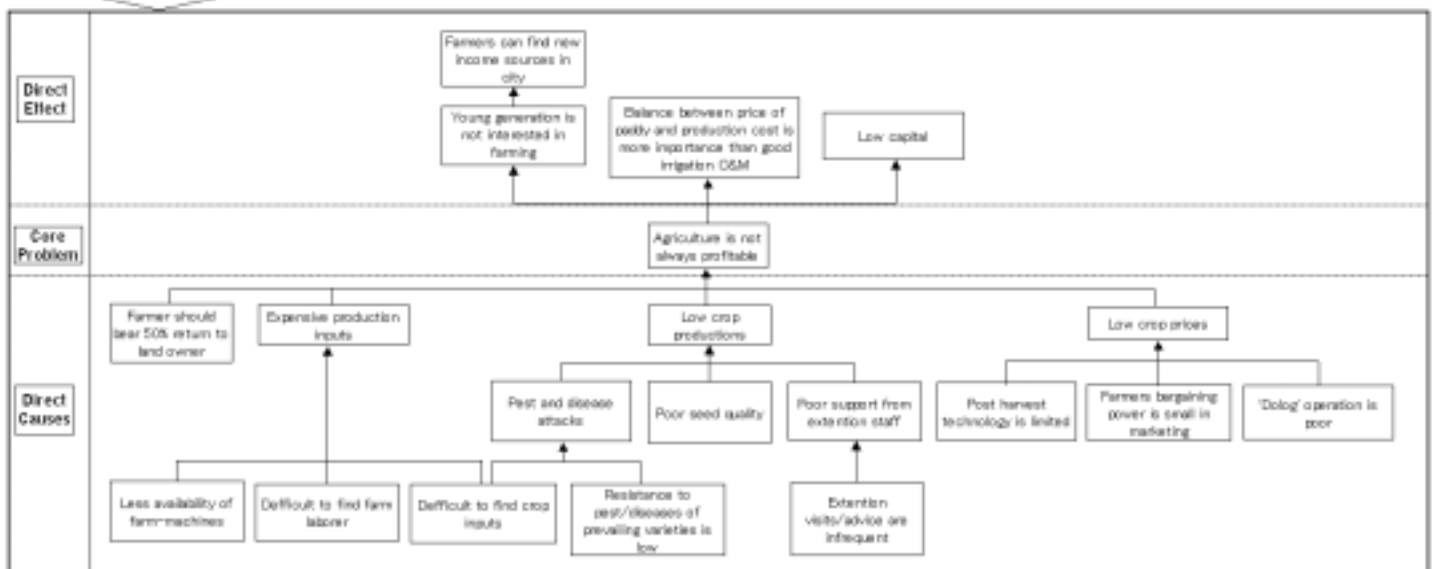 Direct
Effect
Farmers can find new
income sources in
city
Young generation is
not interested in
farming
Balance between price of
paddy and production cost is
more importance than good
irrigation O&M
Low capital
Core
Problem
Agriculture is not
always profitable
Direct
Causes
Farmer should
bear 50% return to
land owner
Expensive production
inputs
Low crop
productions
Low crop prices
Pest and disease
attacks
Poor seed quality
Poor support from
extention staff
Post harvest
technology is limited
Farmers bargaining
power is small in
marketing
'Dolog' operation is
poor
Less availability of
farm-machines
Defficult to find farm
laborer
Defficult to find crop
inputs
Resistance to
pest/diseases of
prevailing varieties is
low
Extention
visits/advice are
infrequent